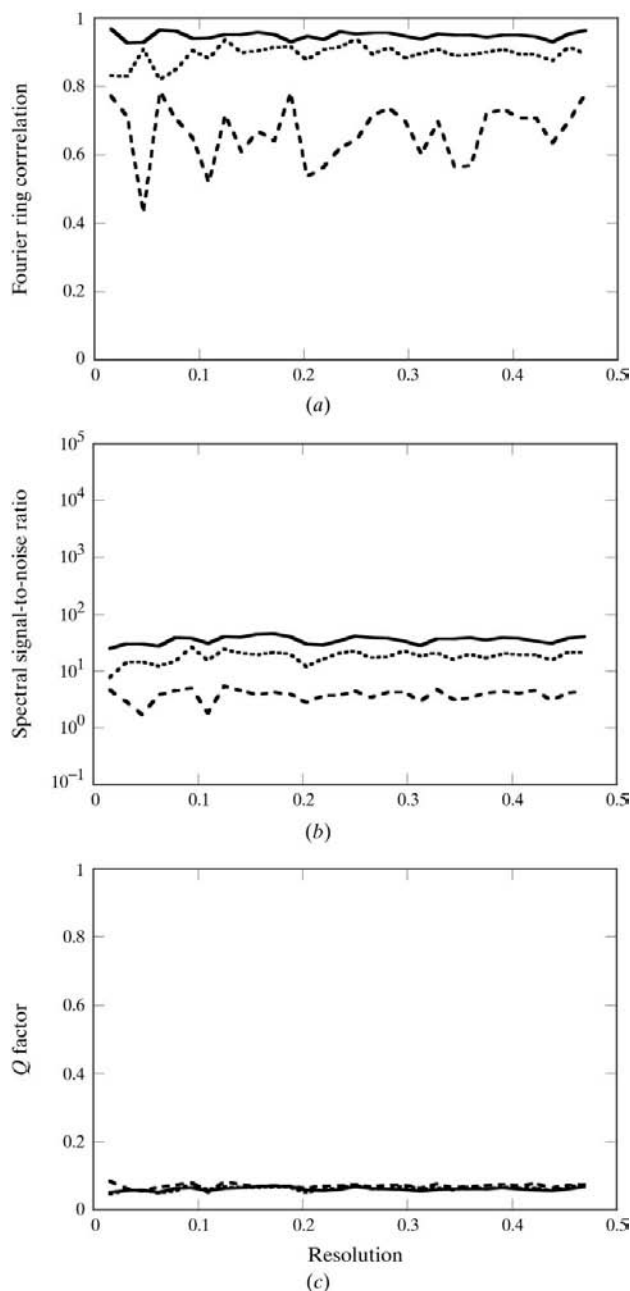 1
0.8
0.6
0.4
0.2
0
Fourier ring corrrelation
0 0.1 0.2 0.3 0.4 0.5
(a)
10^5
10^4
10^3
10^2
10^1
10^0
10^−1
Spectral signal-to-noise ratio
0 0.1 0.2 0.3 0.4 0.5
(b)
1
0.8
0.6
0.4
0.2
0
Q factor
0 0.1 0.2 0.3 0.4 0.5
Resolution
(c)